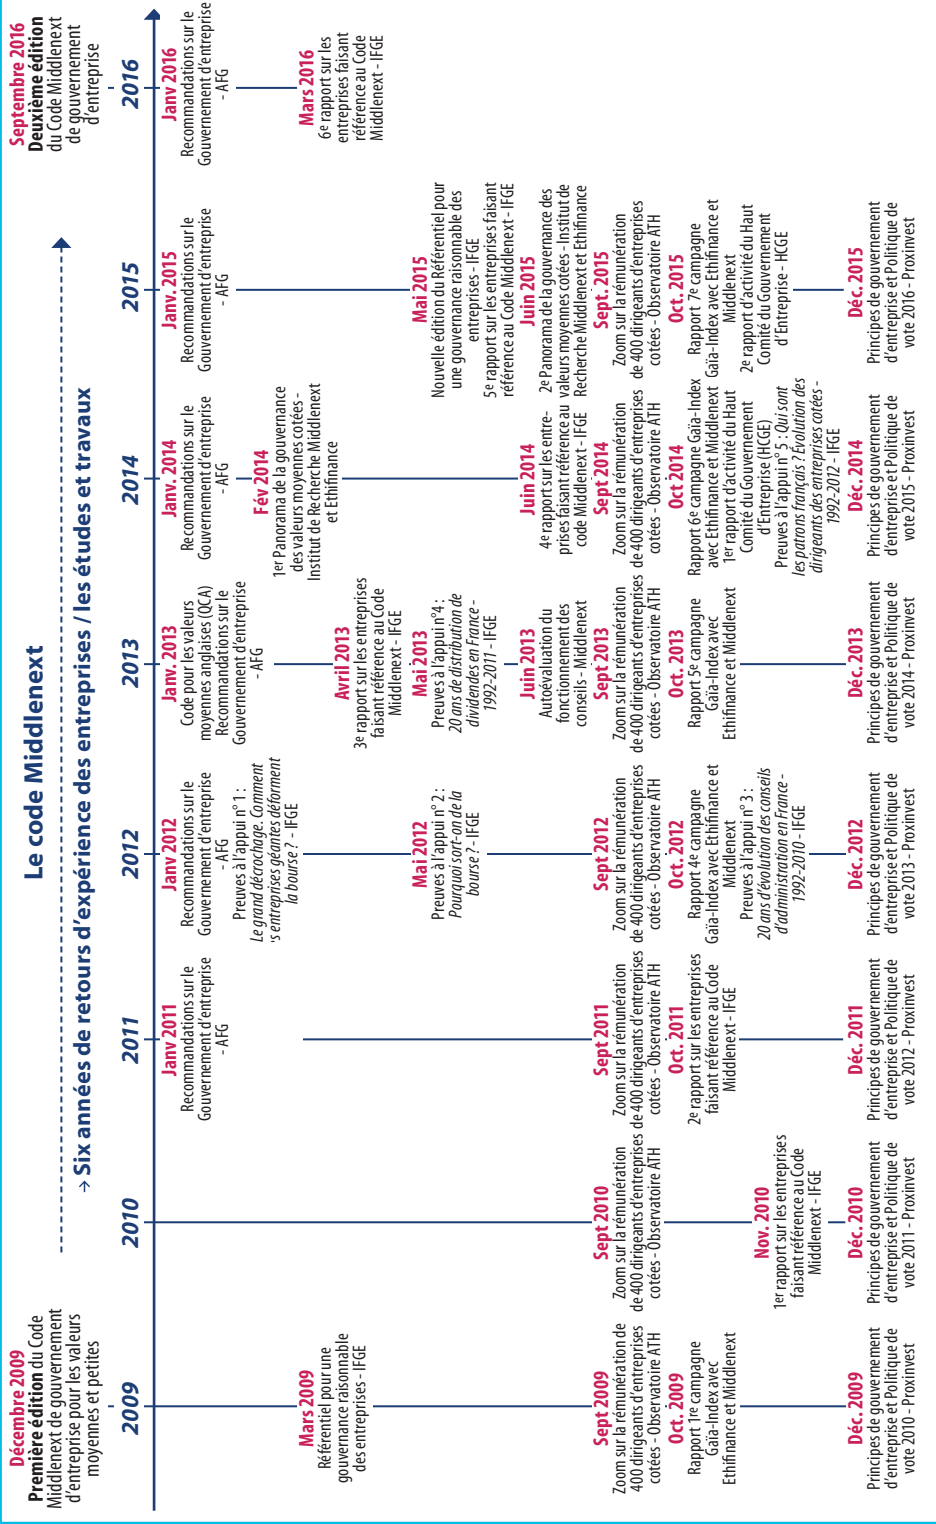 Le code Middlenext
→ Six années de retours d'expérience des entreprises / les études et travaux
Décembre 2009
Première édition du Code
Middlenext de gouvernement
d'entreprise pour les valeurs
moyennes et petites
Septembre 2016
Deuxième édition
du Code Middlenext
de gouvernement
d'entreprise
2009
Mars 2009
Référentiel pour une
gouvernance raisonnable
des entreprises - IFGE
Sept 2009
Zoom sur la rémunération de
400 dirigeants d'entreprises
cotées - Observatoire ATH
Oct. 2009
Rapport 1re campagne
Gaïa-Index avec
Ethifinance et Middlenext
Déc. 2009
Principes de gouvernement
d'entreprise et Politique de
vote 2010 - Proxinvest
2010
Sept 2010
Zoom sur la rémunération
de 400 dirigeants d'entreprises
cotées - Observatoire ATH
Nov. 2010
1er rapport sur les entreprises
faisant référence au Code
Middlenext - IFGE
Déc. 2010
Principes de gouvernement
d'entreprise et Politique de
vote 2011 - Proxinvest
2011
Janv 2011
Recommandations sur le
Gouvernement d'entreprise
- AFG
Sept 2011
Zoom sur la rémunération
de 400 dirigeants d'entreprises
cotées - Observatoire ATH
Oct. 2011
2e rapport sur les entreprises
faisant référence au Code
Middlenext - IFGE
Déc. 2011
Principes de gouvernement
d'entreprise et Politique de
vote 2012 - Proxinvest
2012
Janv 2012
Recommandations sur le
Gouvernement d'entreprise
- AFG
Preuves à l'appui n° 1 :
Le grand décrochage. Comment
s entreprises géantes déforment
la bourse ? - IFGE
Mai 2012
Preuves à l'appui n° 2 :
Pourquoi sort-on de la
bourse ? - IFGE
Sept 2012
Zoom sur la rémunération
de 400 dirigeants d'entreprises
cotées - Observatoire ATH
Oct. 2012
Rapport 4e campagne
Gaïa-Index avec Ethifinance et
Middlenext
Preuves à l'appui n° 3 :
20 ans d'évolution des conseils
d'administration en France -
1992-2010 - IFGE
Déc. 2012
Principes de gouvernement
d'entreprise et Politique de
vote 2013 - Proxinvest
2013
Janv. 2013
Code pour les valeurs
moyennes anglaises (QCA)
Recommandations sur le
Gouvernement d'entreprise
- AFG
Avril 2013
3e rapport sur les entreprises
faisant référence au Code
Middlenext - IFGE
Mai 2013
Preuves à l'appui n°4 :
20 ans de distribution de
dividendes en France -
1992-2011 - IFGE
Juin 2013
Autoévaluation du
fonctionnement des
conseils - Middlenext
Sept 2013
Zoom sur la rémunération
de 400 dirigeants d'entreprises
cotées - Observatoire ATH
Oct. 2013
Rapport 5e campagne
Gaïa-Index avec
Ethifinance et Middlenext
Déc. 2013
Principes de gouvernement
d'entreprise et Politique de
vote 2014 - Proxinvest
2014
Janv. 2014
Recommandations sur le
Gouvernement d'entreprise
- AFG
Fév 2014
1er Panorama de la gouvernance
des valeurs moyennes cotées -
Institut de Recherche Middlenext
et Ethifinance
Juin 2014
4e rapport sur les entre-
prises faisant référence au
code Middlenext - IFGE
Sept 2014
Zoom sur la rémunération
de 400 dirigeants d'entreprises
cotées - Observatoire ATH
Oct 2014
Rapport 6e campagne Gaïa-Index
avec Ethifinance et Middlenext
1er rapport d'activité du Haut
Comité du Gouvernement
d'Entreprise (HCGE)
Preuves à l'appui n° 5 : Qui sont
les patrons français ? Évolution des
dirigeants des entreprises cotées -
1992-2012 - IFGE
Déc. 2014
Principes de gouvernement
d'entreprise et Politique de
vote 2015 - Proxinvest
2015
Janv. 2015
Recommandations sur le
Gouvernement d'entreprise
- AFG
Mai 2015
Nouvelle édition du Référentiel pour
une gouvernance raisonnable des
entreprises - IFGE
5e rapport sur les entreprises faisant
référence au Code Middlenext - IFGE
Juin 2015
2e Panorama de la gouvernance des
valeurs moyennes cotées - Institut de
Recherche Middlenext et Ethifinance
Sept. 2015
Zoom sur la rémunération
de 400 dirigeants d'entreprises
cotées - Observatoire ATH
Oct. 2015
Rapport 7e campagne
Gaïa-Index avec Ethifinance et
Middlenext
2e rapport d'activité du Haut
Comité du Gouvernement
d'Entreprise - HCGE
Déc. 2015
Principes de gouvernement
d'entreprise et Politique de
vote 2016 - Proxinvest
2016
Janv 2016
Recommandations sur le
Gouvernement d'entreprise
- AFG
Mars 2016
6e rapport sur les
entreprises faisant
référence au Code
Middlenext - IFGE